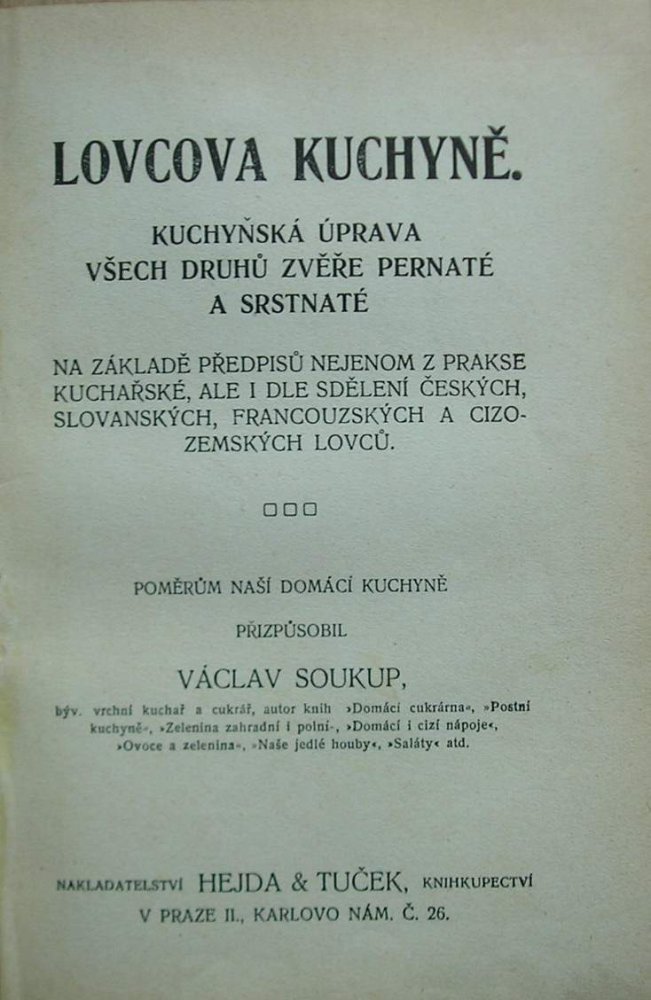 LOVCOVA KUCHYNĚ.
KUCHYŇSKÁ ÚPRAVA
VŠECH DRUHŮ ZVĚŘE PERNATÉ
A SRSTNATÉ
NA ZÁKLADĚ PŘEDPISŮ NEJENOM Z PRAKSE
KUCHAŘSKÉ, ALE I DLE SDĚLENÍ ČESKÝCH,
SLOVANSKÝCH, FRANCOUZSKÝCH A CIZO-
ZEMSKÝCH LOVCŮ.
POMĚRŮM NAŠÍ DOMÁCÍ KUCHYNĚ
PŘIZPŮSOBIL
VÁCLAV SOUKUP,
býv. vrchní kuchař a cukrář, autor knih »Domácí cukrárna«, »Postní
kuchyně«, »Zelenina zahradní i polní«, »Domácí i cizí nápoje«,
»Ovoce a zelenina«, »Naše jedlé houby«, »Saláty« atd.
NAKLADATELSTVÍ HEJDA & TUČEK, KNIHKUPECTVÍ
V PRAZE II., KARLOVO NÁM. Č. 26.